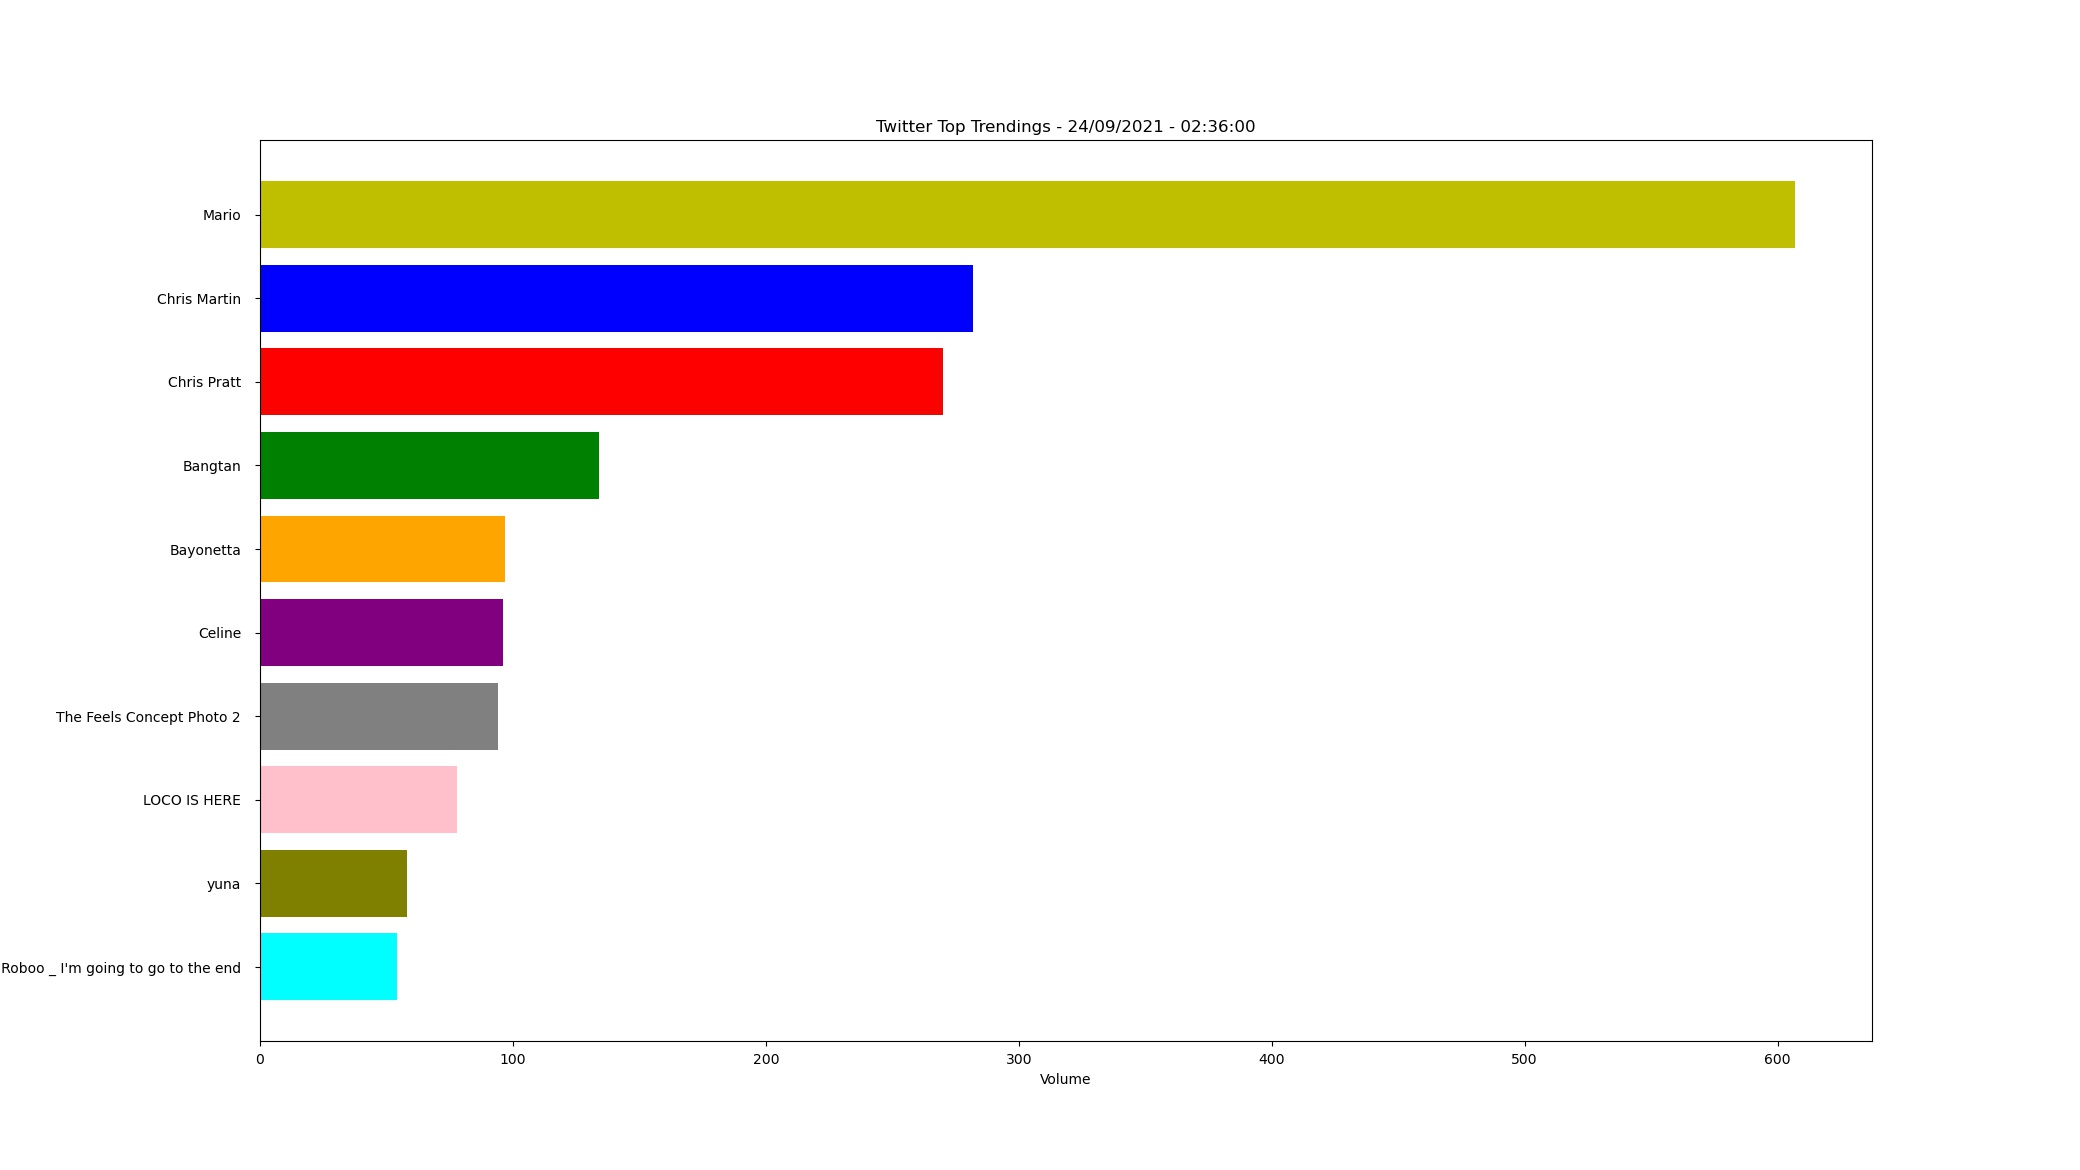 Twitter Top Trendings - 24/09/2021 - 02:36:00
Mario
Chris Martin
Chris Pratt
Bangtan
Bayonetta
Celine
The Feels Concept Photo 2
LOCO IS HERE
yuna
Roboo _ I'm going to go to the end
0 100 200 300 400 500 600
Volume